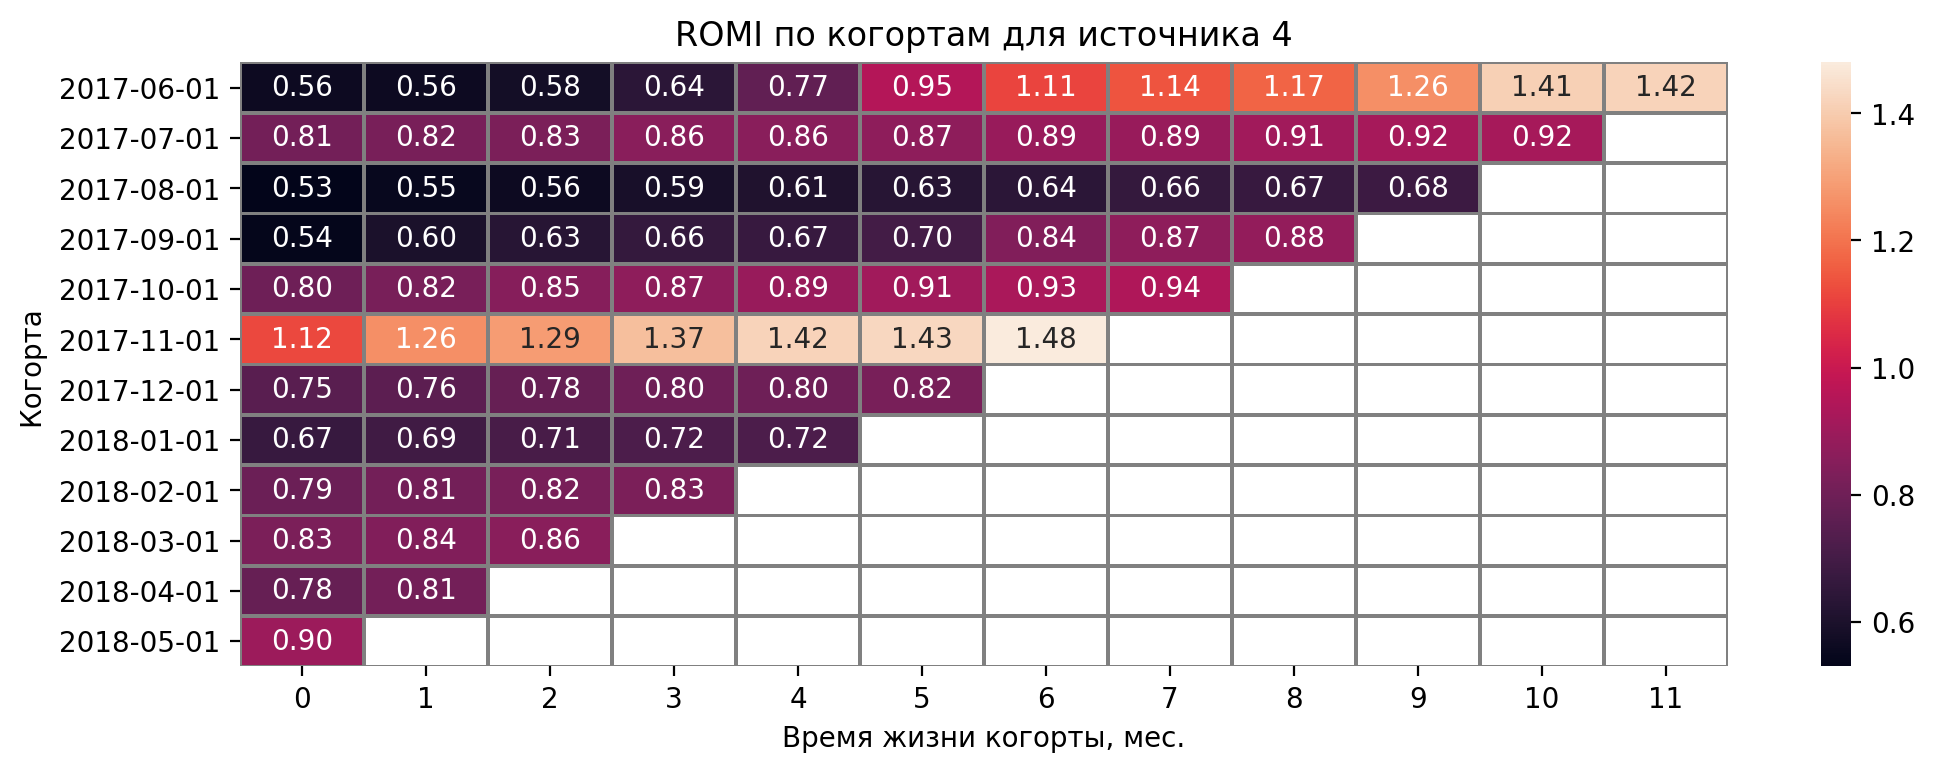 ROMI по когортам для источника 4
Когорта
2017-06-01 0.56 0.56 0.58 0.64 0.77 0.95 1.11 1.14 1.17 1.26 1.41 1.42
2017-07-01 0.81 0.82 0.83 0.86 0.86 0.87 0.89 0.89 0.91 0.92 0.92
2017-08-01 0.53 0.55 0.56 0.59 0.61 0.63 0.64 0.66 0.67 0.68
2017-09-01 0.54 0.60 0.63 0.66 0.67 0.70 0.84 0.87 0.88
2017-10-01 0.80 0.82 0.85 0.87 0.89 0.91 0.93 0.94
2017-11-01 1.12 1.26 1.29 1.37 1.42 1.43 1.48
2017-12-01 0.75 0.76 0.78 0.80 0.80 0.82
2018-01-01 0.67 0.69 0.71 0.72 0.72
2018-02-01 0.79 0.81 0.82 0.83
2018-03-01 0.83 0.84 0.86
2018-04-01 0.78 0.81
2018-05-01 0.90
0 1 2 3 4 5 6 7 8 9 10 11
Время жизни когорты, мес.
1.4
1.2
1.0
0.8
0.6